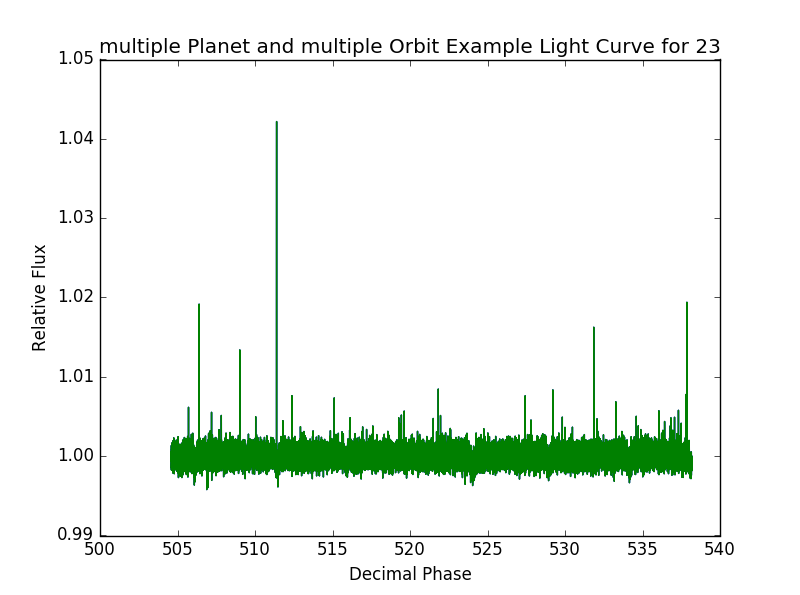 multiple Planet and multiple Orbit Example Light Curve for 23
1.05
1.04
1.03
1.02
1.01
1.00
0.99
Relative Flux
500 505 510 515 520 525 530 535 540
Decimal Phase